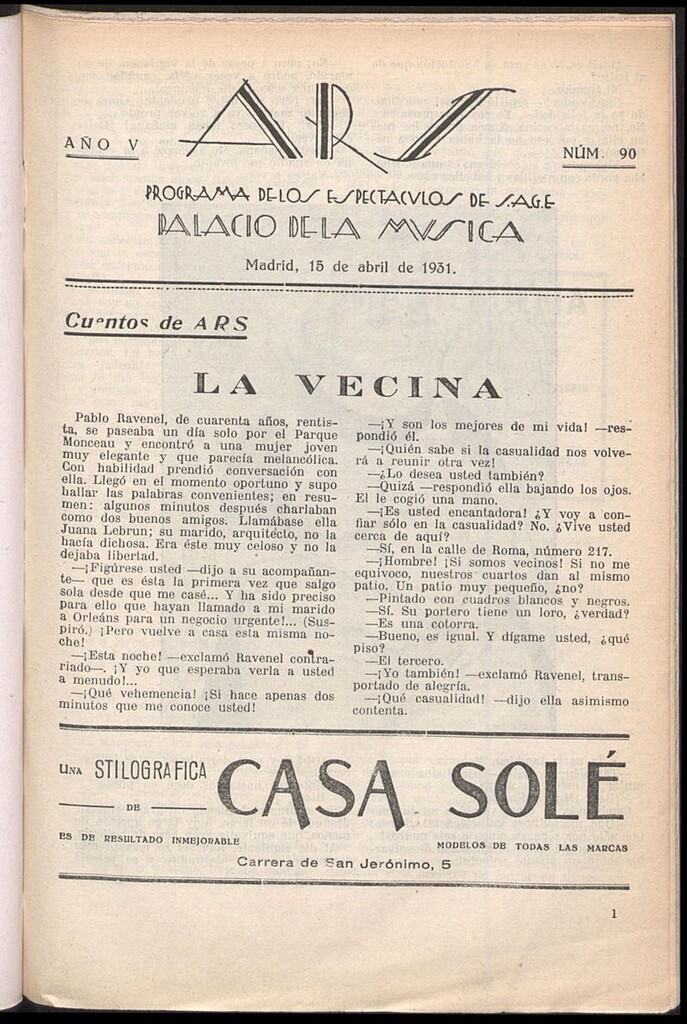 ARS
AÑO V
NÚM. 90
PROGRAMA DE LOS ESPECTACVLOS DE S.A.G.E
PALACIO DE LA MVSICA
Madrid, 15 de abril de 1931.
Cuentos de ARS
LA VECINA
Pablo Ravenel, de cuarenta años, rentis-
ta, se paseaba un día solo por el Parque
Monceau y encontró a una mujer joven
muy elegante y que parecía melancólica.
Con habilidad prendió conversación con
ella. Llegó en el momento oportuno y supo
hallar las palabras convenientes; en resu-
men: algunos minutos después charlaban
como dos buenos amigos. Llamábase ella
Juana Lebrun; su marido, arquitecto, no la
hacía dichosa. Era éste muy celoso y no la
dejaba libertad.
—¡Figúrese usted —dijo a su acompañan-
te— que es ésta la primera vez que salgo
sola desde que me casé... Y ha sido preciso
para ello que hayan llamado a mi marido
a Orleáns para un negocio urgente!... (Sus-
piró.) ¡Pero vuelve a casa esta misma no-
che!
—¡Esta noche! —exclamó Ravenel contra-
riado—. ¡Y yo que esperaba verla a usted
a menudo!...
—¡Qué vehemencia! ¡Si hace apenas dos
minutos que me conoce usted!
—¡Y son los mejores de mi vida! —res-
pondió él.
—¡Quién sabe si la casualidad nos volve-
rá a reunir otra vez!
—¿Lo desea usted también?
—Quizá —respondió ella bajando los ojos.
El le cogió una mano.
—¡Es usted encantadora! ¿Y voy a con-
fiar sólo en la casualidad? No. ¿Vive usted
cerca de aquí?
—Sí, en la calle de Roma, número 217.
—¡Hombre! ¡Si somos vecinos! Si no me
equivoco, nuestros cuartos dan al mismo
patio. Un patio muy pequeño, ¿no?
—Pintado con cuadros blancos y negros.
—Sí. Su portero tiene un loro, ¿verdad?
—Es una cotorra.
—Bueno, es igual. Y dígame usted, ¿qué
piso?
—El tercero.
—¡Yo también! —exclamó Ravenel, trans-
portado de alegría.
—¡Qué casualidad! —dijo ella asimismo
contenta.
UNA STILOGRAFICA
DE
CASA SOLÉ
ES DE RESULTADO INMEJORABLE
MODELOS DE TODAS LAS MARCAS
Carrera de San Jerónimo, 5
1